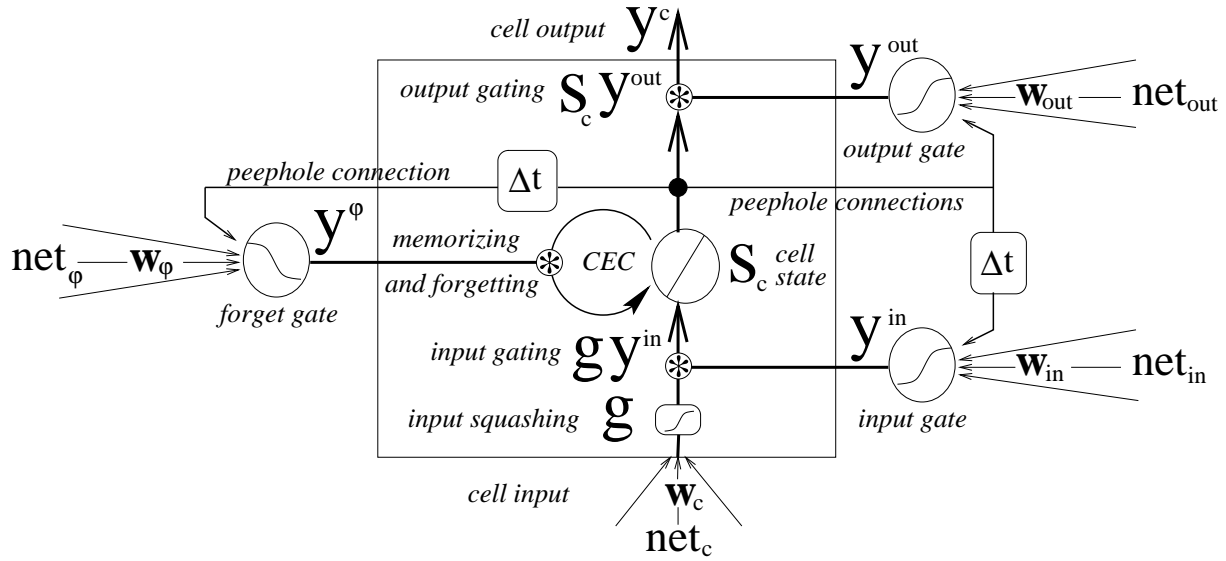 cell output y^c
output gating S_c y^out
y^out
w_out net_out
output gate
peephole connection Δt
peephole connections
net_φ w_φ y^φ
forget gate
memorizing
and forgetting
CEC
S_c cell
state
Δt
input gating g y^in
y^in
w_in net_in
input gate
input squashing g
cell input
w_c
net_c